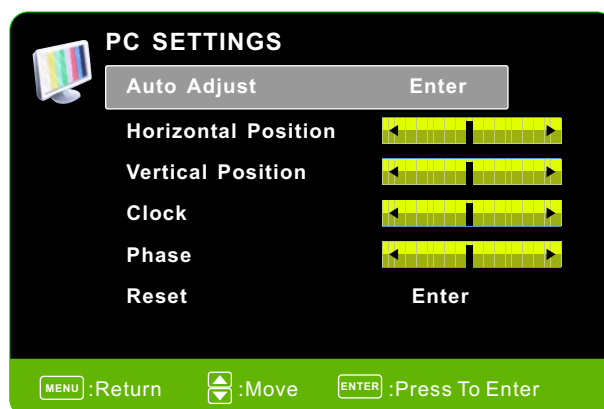 PC SETTINGS
Auto Adjust Enter
Horizontal Position
Vertical Position
Clock
Phase
Reset Enter
MENU :Return :Move ENTER :Press To Enter